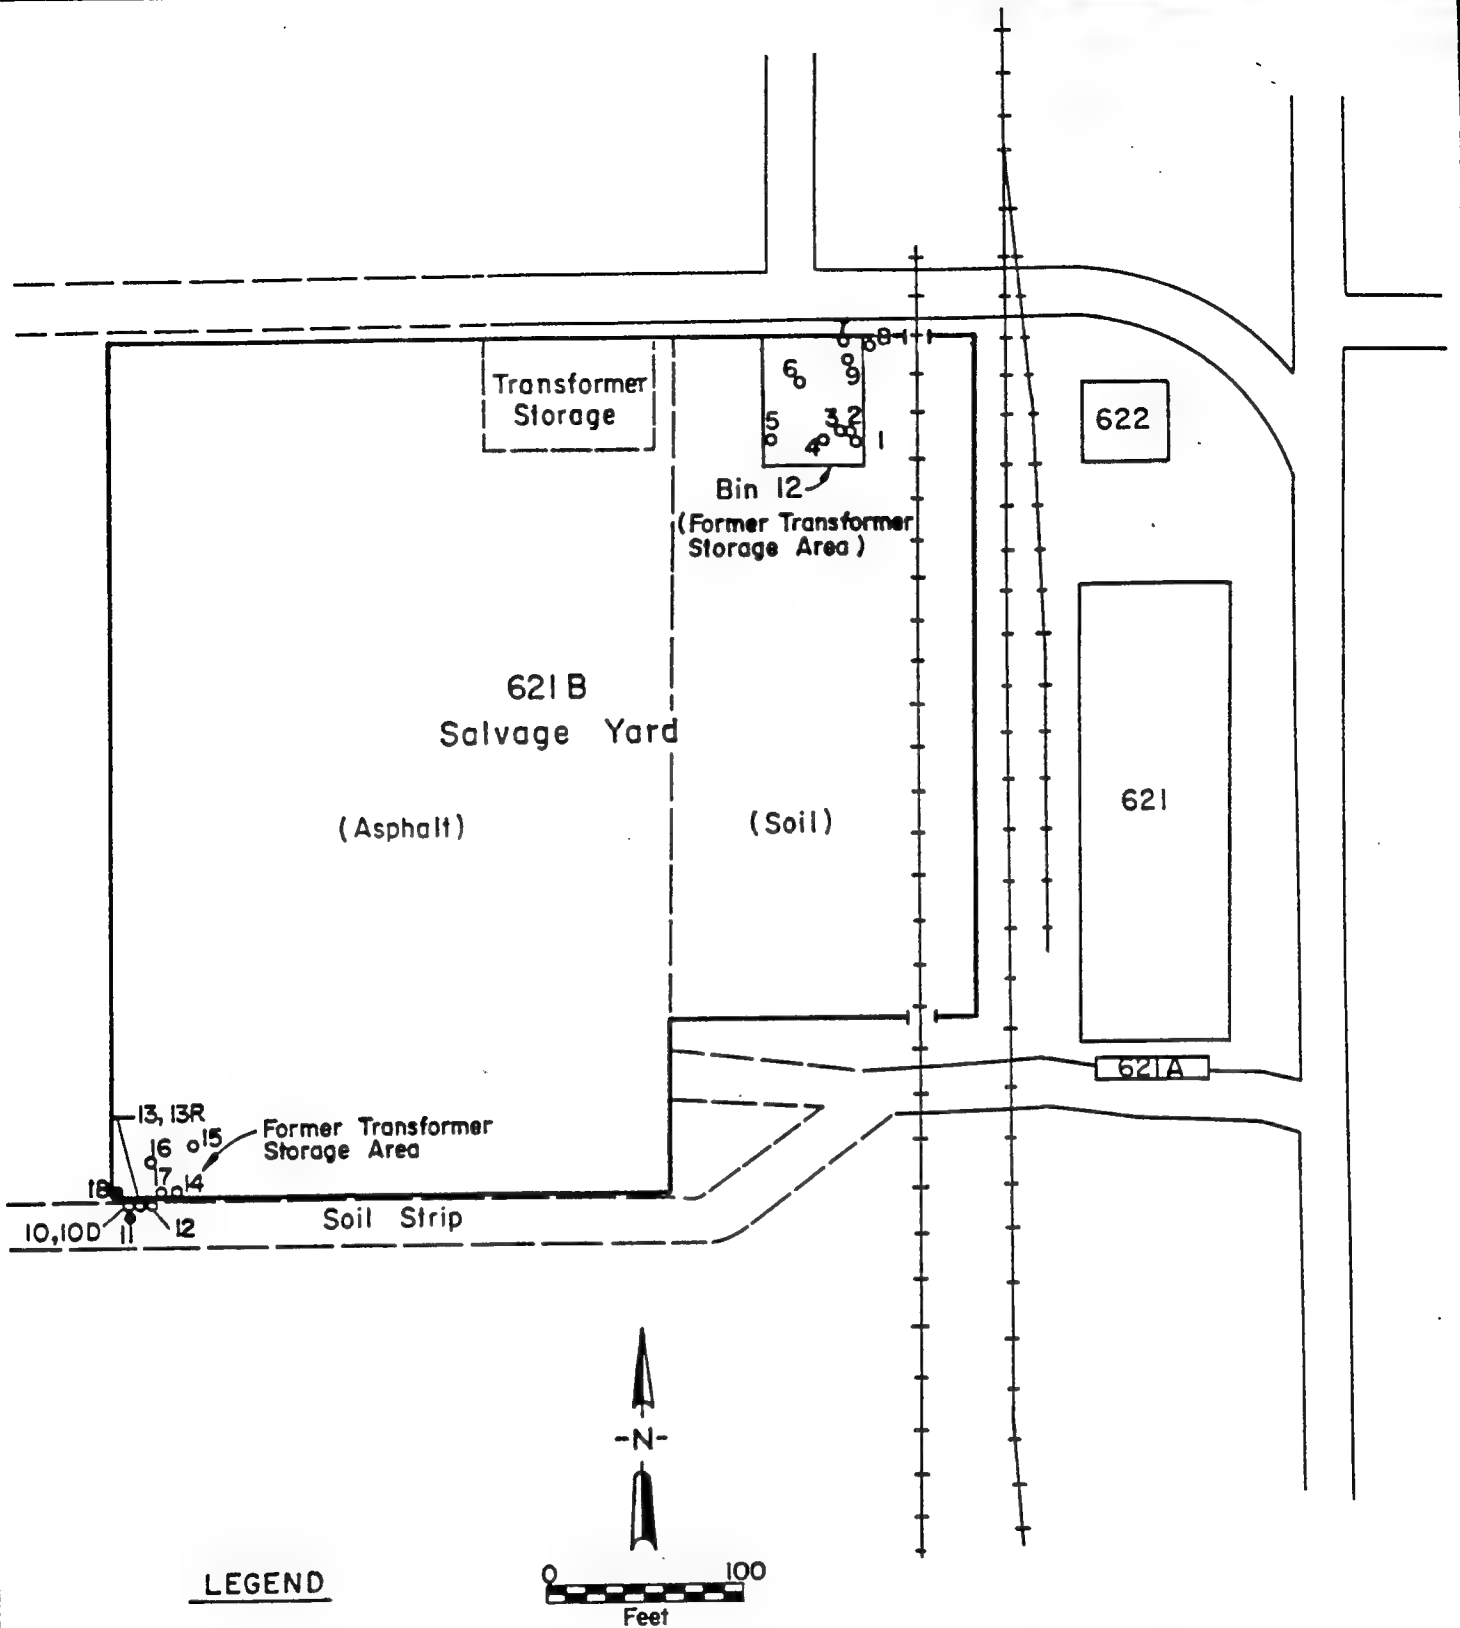 7
8
6
9
Transformer
Storage
622
5
3 2
4
1
Bin 12
(Former Transformer
Storage Area)
621 B
Salvage Yard
621
(Asphalt)
(Soil)
621A
13, 13R
Former Transformer
Storage Area
16
15
17
14
18
Soil Strip
10,10D
11
12
-N-
LEGEND
0
100
Feet